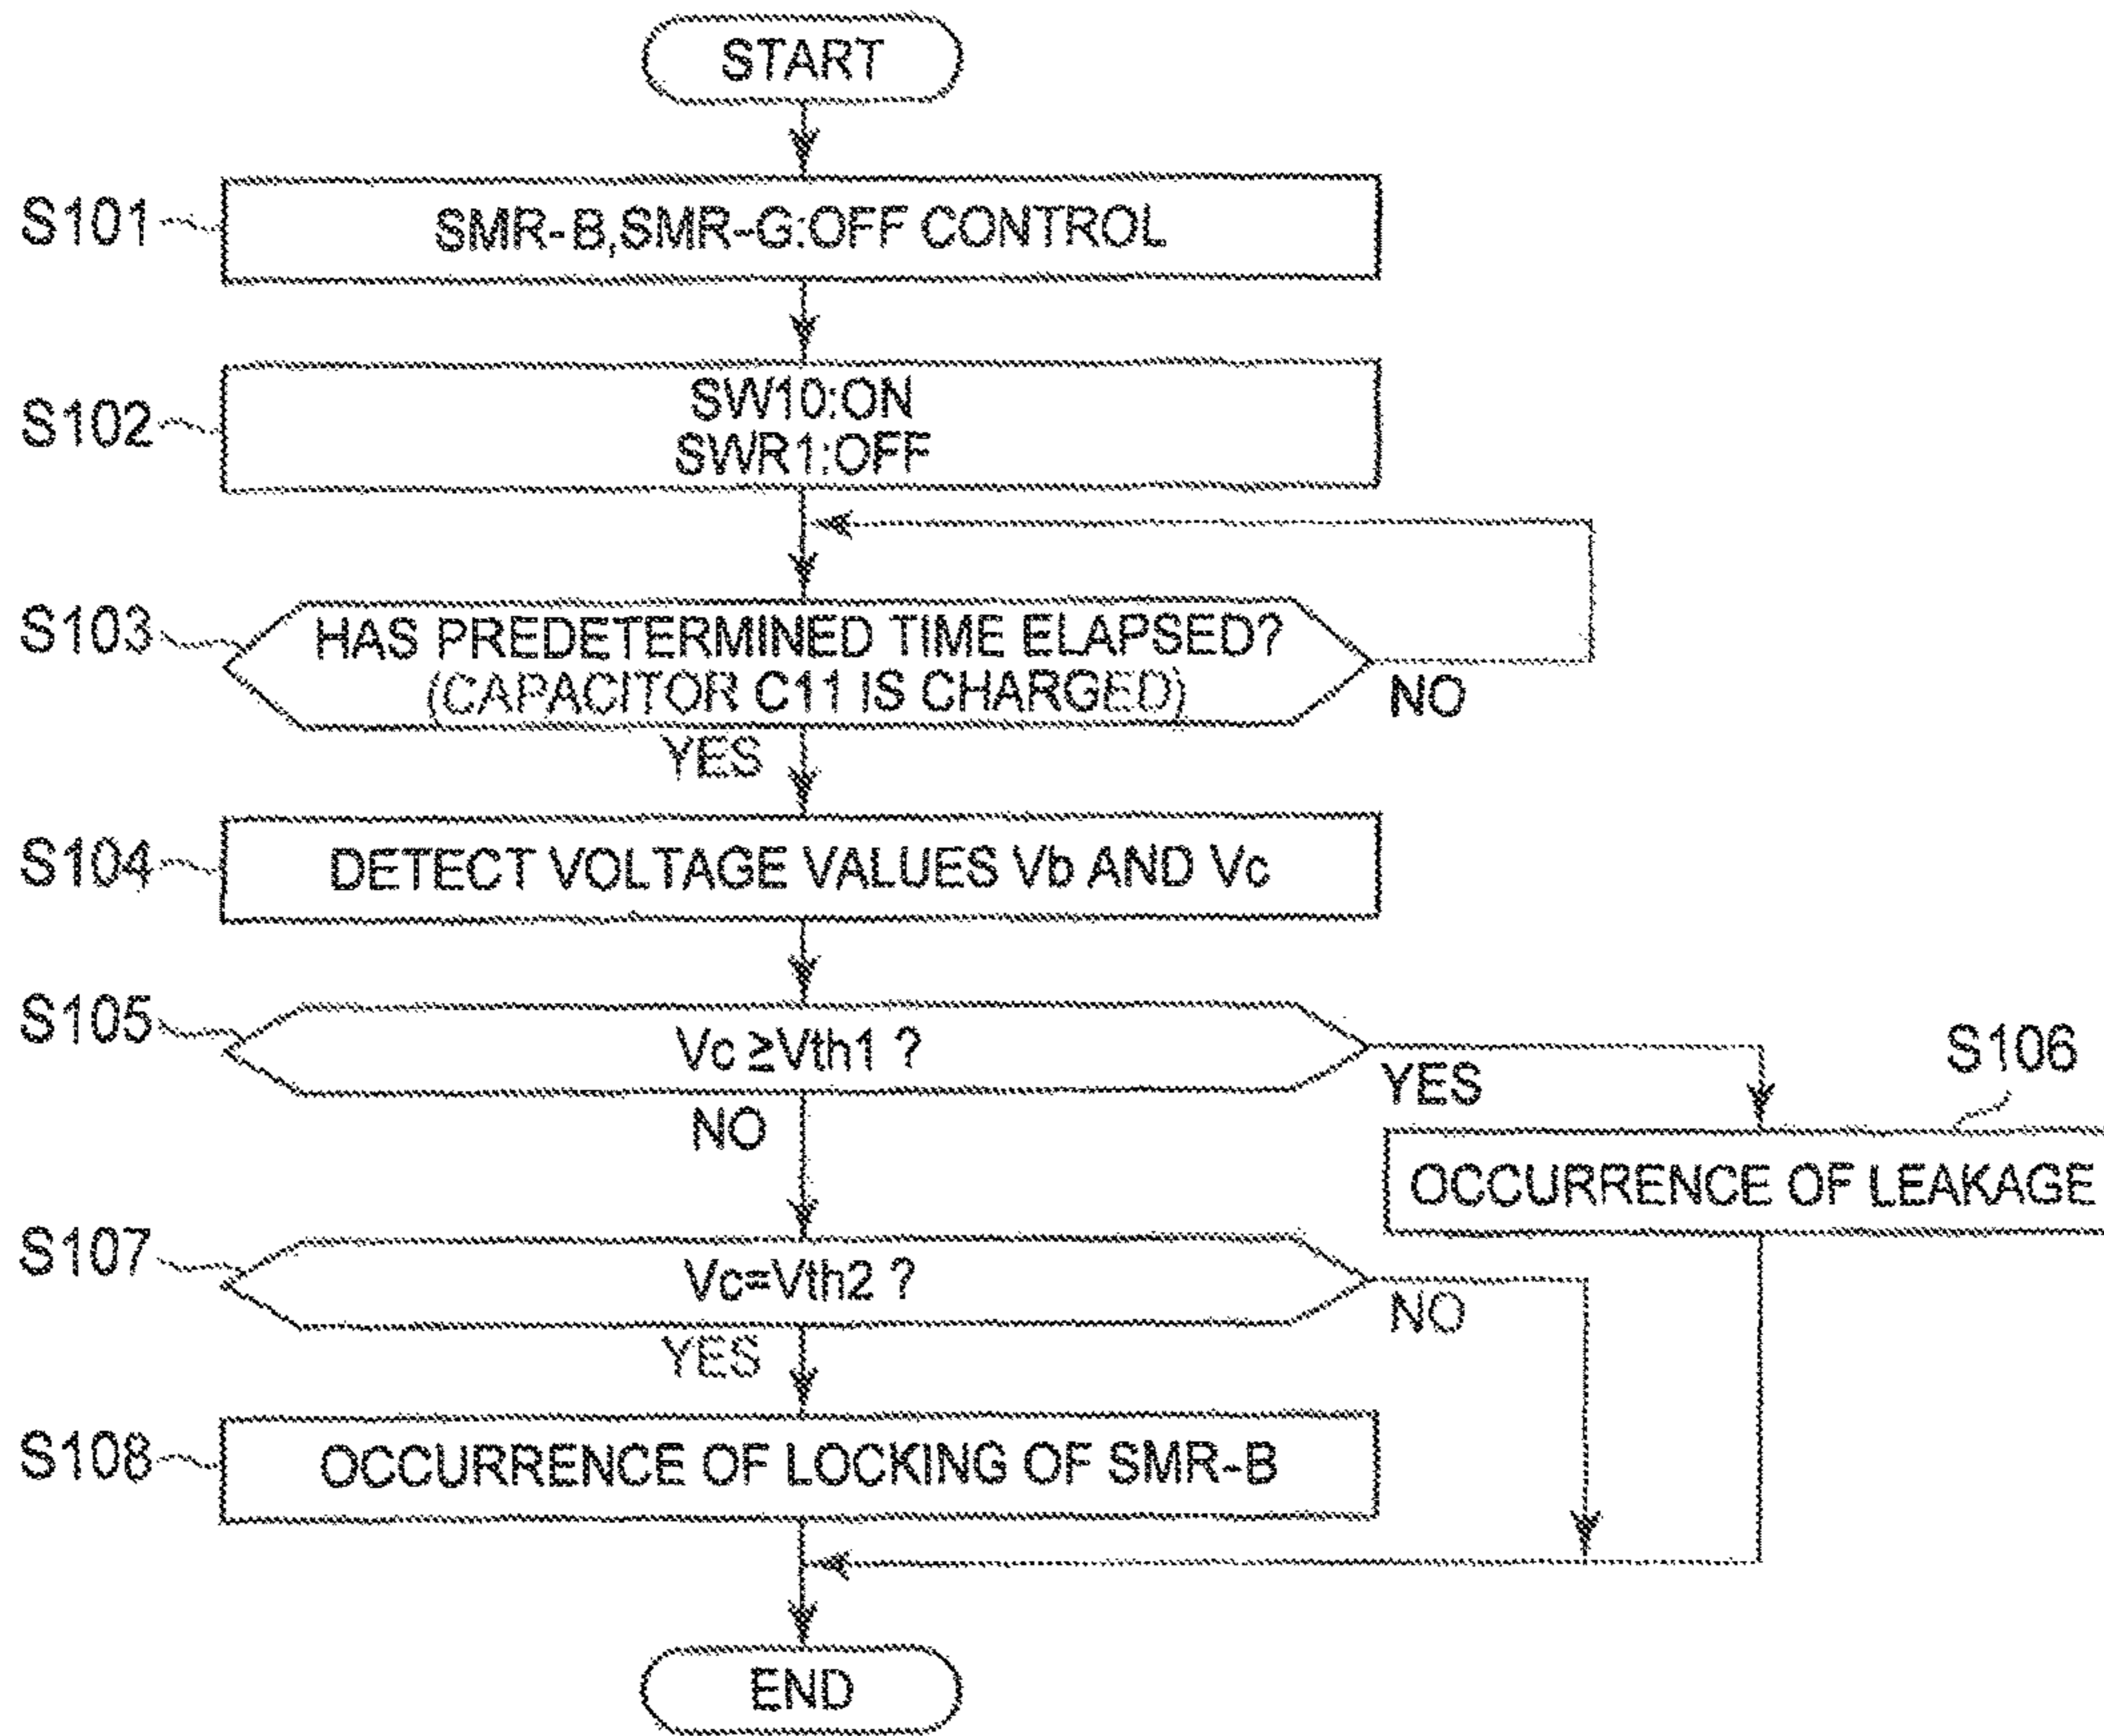 START
S101
SMR-B,SMR-G:OFF CONTROL
S102
SW10:ON
SWR1:OFF
S103
HAS PREDETERMINED TIME ELAPSED?
(CAPACITOR C11 IS CHARGED)
NO
YES
S104
DETECT VOLTAGE VALUES Vb AND Vc
S105
Vc ≧Vth1 ?
YES
NO
S106
OCCURRENCE OF LEAKAGE
S107
Vc=Vth2 ?
NO
YES
S108
OCCURRENCE OF LOCKING OF SMR-B
END